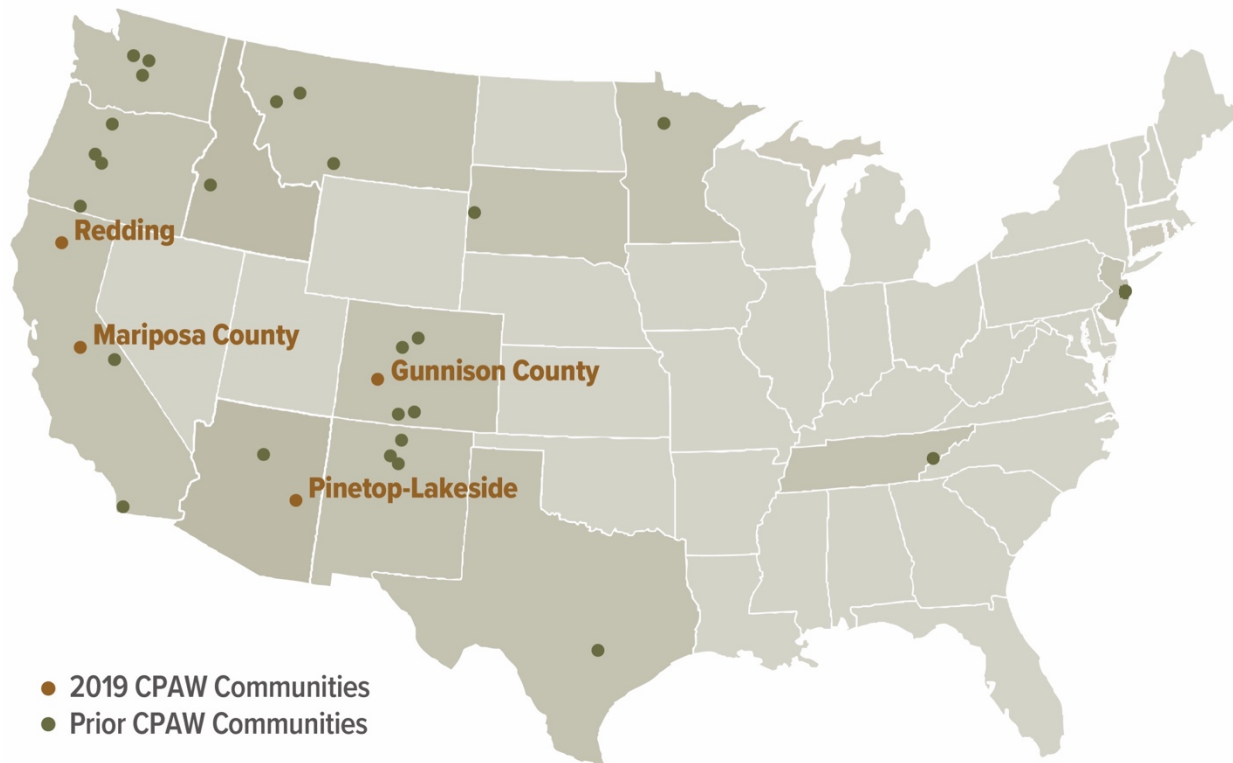 Redding
Mariposa County
Gunnison County
Pinetop-Lakeside
2019 CPAW Communities
Prior CPAW Communities